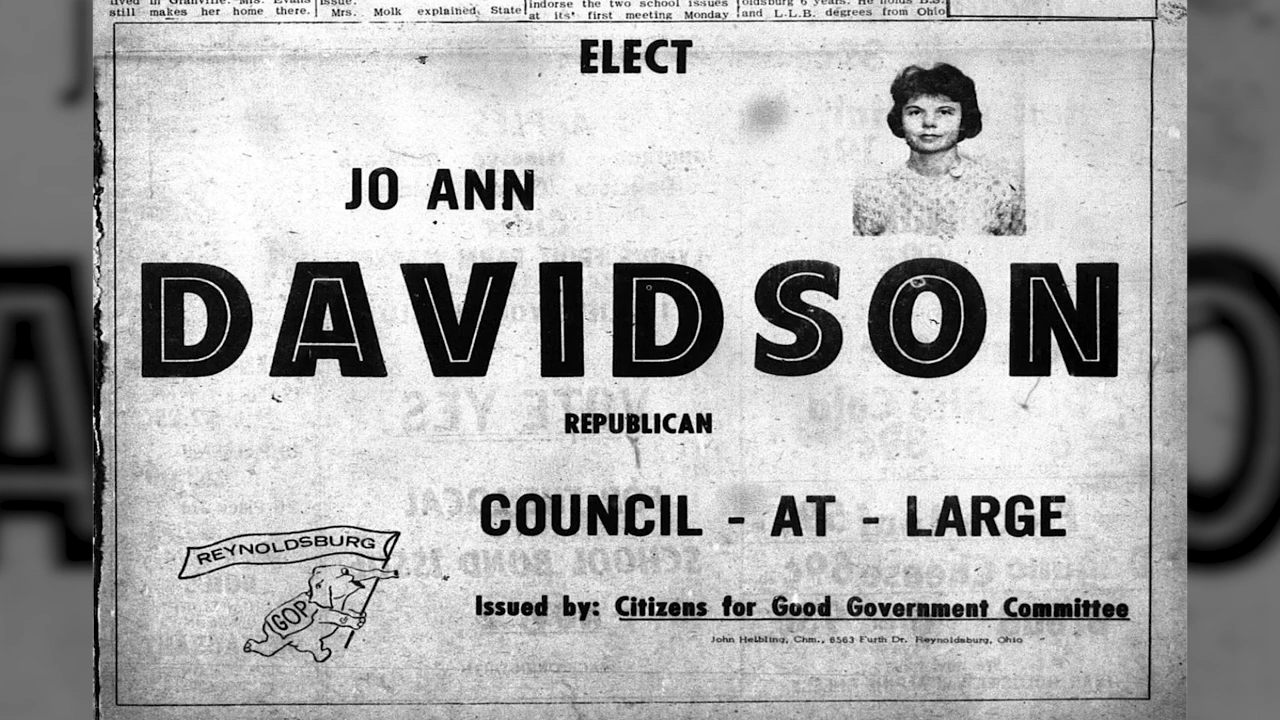 lived in Granville. Mrs. Evans
still makes her home there.
issue.
Mrs. Molk explained, State
indorse the two school issues
at its' first meeting Monday
oldsburg 6 years. He holds B.S.
and L.L.B. degrees from Ohio
ELECT
JO ANN
DAVIDSON
REPUBLICAN
COUNCIL - AT - LARGE
REYNOLDSBURG
GOP
Issued by: Citizens for Good Government Committee
John Helbling, Chm., 6563 Furth Dr. Reynoldsburg, Ohio